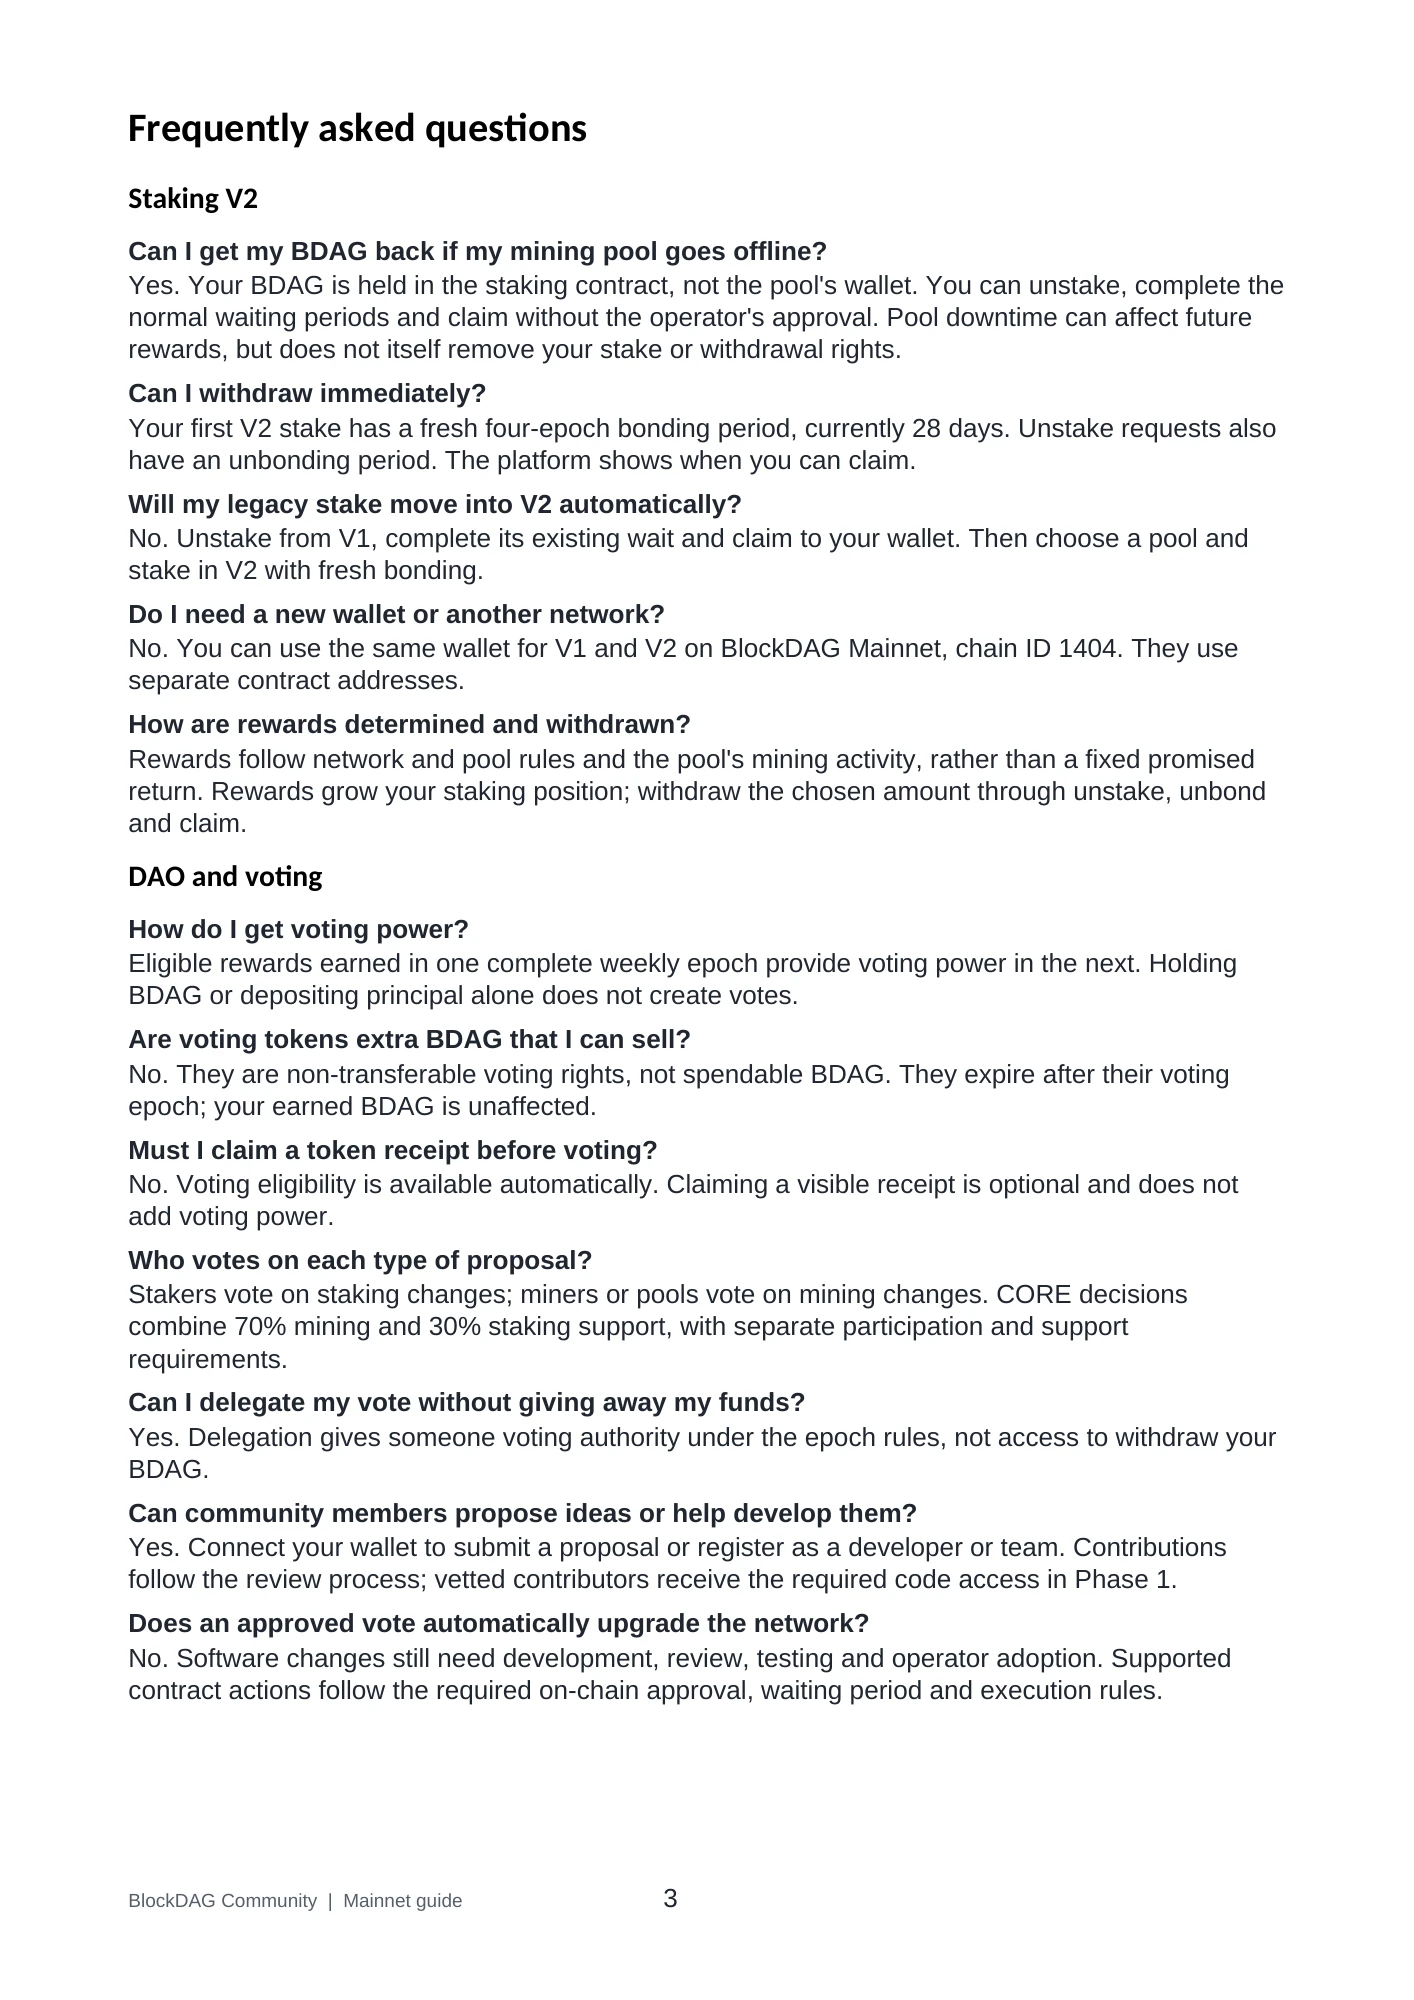 Frequently asked questions
Staking V2
Can I get my BDAG back if my mining pool goes offline?
Yes. Your BDAG is held in the staking contract, not the pool's wallet. You can unstake, complete the
normal waiting periods and claim without the operator's approval. Pool downtime can affect future
rewards, but does not itself remove your stake or withdrawal rights.
Can I withdraw immediately?
Your first V2 stake has a fresh four-epoch bonding period, currently 28 days. Unstake requests also
have an unbonding period. The platform shows when you can claim.
Will my legacy stake move into V2 automatically?
No. Unstake from V1, complete its existing wait and claim to your wallet. Then choose a pool and
stake in V2 with fresh bonding.
Do I need a new wallet or another network?
No. You can use the same wallet for V1 and V2 on BlockDAG Mainnet, chain ID 1404. They use
separate contract addresses.
How are rewards determined and withdrawn?
Rewards follow network and pool rules and the pool's mining activity, rather than a fixed promised
return. Rewards grow your staking position; withdraw the chosen amount through unstake, unbond
and claim.
DAO and voting
How do I get voting power?
Eligible rewards earned in one complete weekly epoch provide voting power in the next. Holding
BDAG or depositing principal alone does not create votes.
Are voting tokens extra BDAG that I can sell?
No. They are non-transferable voting rights, not spendable BDAG. They expire after their voting
epoch; your earned BDAG is unaffected.
Must I claim a token receipt before voting?
No. Voting eligibility is available automatically. Claiming a visible receipt is optional and does not
add voting power.
Who votes on each type of proposal?
Stakers vote on staking changes; miners or pools vote on mining changes. CORE decisions
combine 70% mining and 30% staking support, with separate participation and support
requirements.
Can I delegate my vote without giving away my funds?
Yes. Delegation gives someone voting authority under the epoch rules, not access to withdraw your
BDAG.
Can community members propose ideas or help develop them?
Yes. Connect your wallet to submit a proposal or register as a developer or team. Contributions
follow the review process; vetted contributors receive the required code access in Phase 1.
Does an approved vote automatically upgrade the network?
No. Software changes still need development, review, testing and operator adoption. Supported
contract actions follow the required on-chain approval, waiting period and execution rules.
BlockDAG Community | Mainnet guide 3